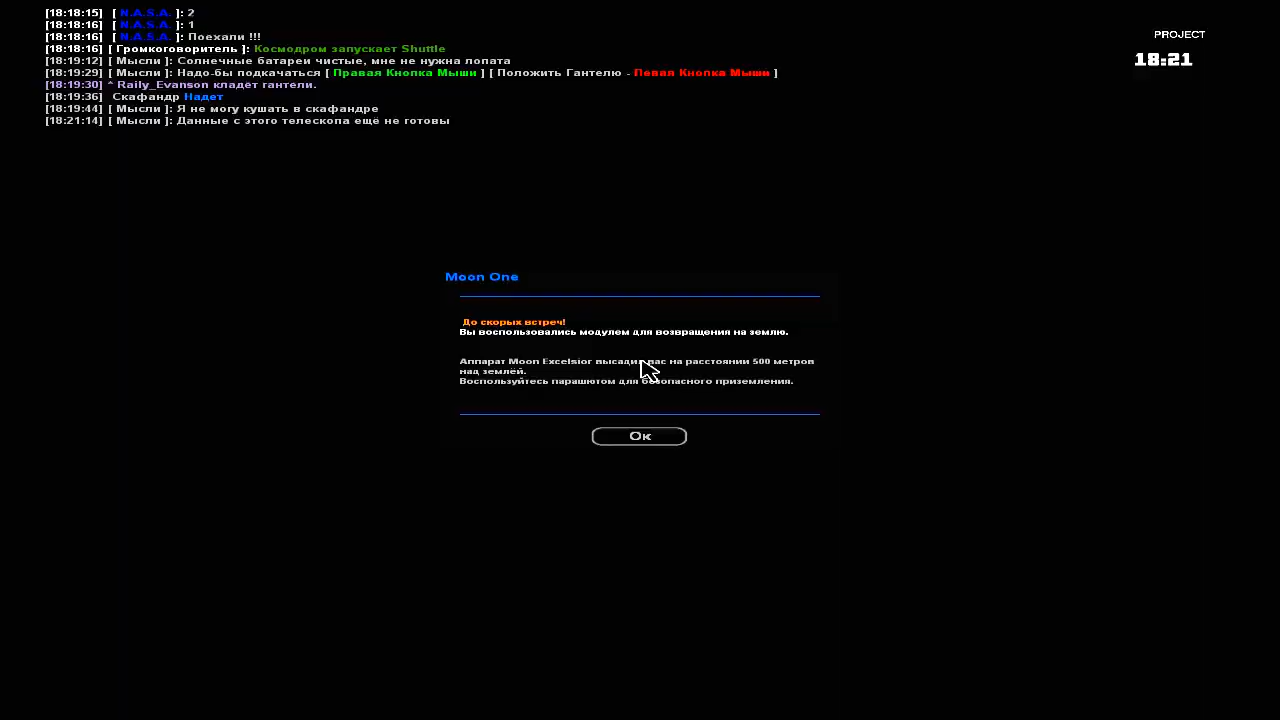 [18:18:15] [ N.A.S.A. ]: 2
[18:18:16] [ N.A.S.A. ]: 1
[18:18:16] [ N.A.S.A. ]: Поехали !!!
[18:18:16] [ Громкоговоритель ]: Космодром запускает Shuttle
[18:19:12] [ Мысли ]: Солнечные батареи чистые, мне не нужна лопата
[18:19:29] [ Мысли ]: Надо-бы подкачаться [ Правая Кнопка Мыши ] [ Положить Гантелю - Левая Кнопка Мыши ]
[18:19:30] * Raily_Evanson кладёт гантели.
[18:19:36] Скафандр Надет
[18:19:44] [ Мысли ]: Я не могу кушать в скафандре
[18:21:14] [ Мысли ]: Данные с этого телескопа ещё не готовы
PROJECT
18:21
Moon One
До скорых встреч!
Вы воспользовались модулем для возвращения на землю.
Аппарат Moon Excelsior высадил вас на расстоянии 500 метров
над землёй.
Воспользуйтесь парашютом для безопасного приземления.
Ок